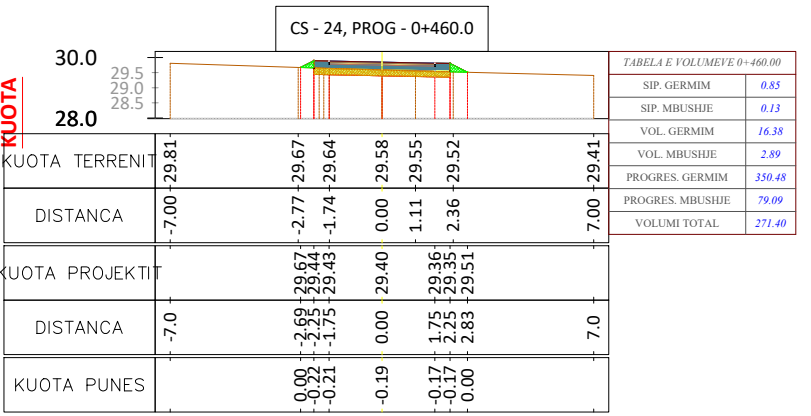 CS - 24, PROG - 0+460.0
30.0
29.5
29.0
28.5
28.0
KUOTA
KUOTA TERRENIT 29.81 29.67 29.64 29.58 29.55 29.52 29.41
DISTANCA -7.00 -2.77 -1.74 0.00 1.11 2.36 7.00
KUOTA PROJEKTIT 29.67 29.44 29.43 29.40 29.36 29.35 29.51
DISTANCA -7.0 -2.69 -2.25 -1.75 0.00 1.75 2.25 2.83 7.0
KUOTA PUNES 0.00 -0.22 -0.21 -0.19 -0.17 -0.17 0.00
TABELA E VOLUMEVE 0+460.00
SIP. GERMIM 0.85
SIP. MBUSHJE 0.13
VOL. GERMIM 16.38
VOL. MBUSHJE 2.89
PROGRES. GERMIM 350.48
PROGRES. MBUSHJE 79.09
VOLUMI TOTAL 271.40